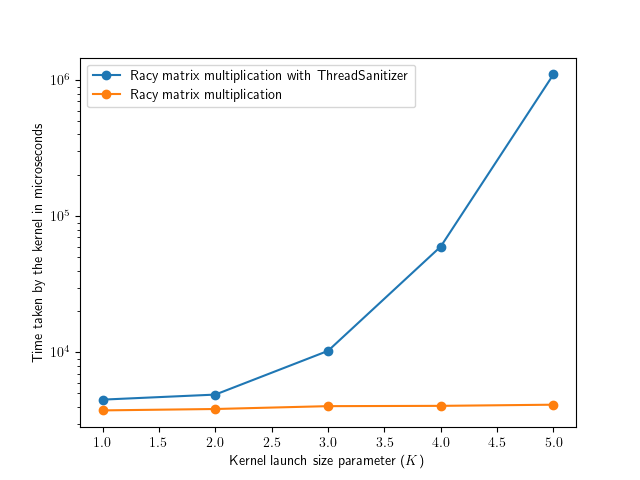 Racy matrix multiplication with ThreadSanitizer
Racy matrix multiplication
10^6
10^5
10^4
Time taken by the kernel in microseconds
1.0 1.5 2.0 2.5 3.0 3.5 4.0 4.5 5.0
Kernel launch size parameter (K)